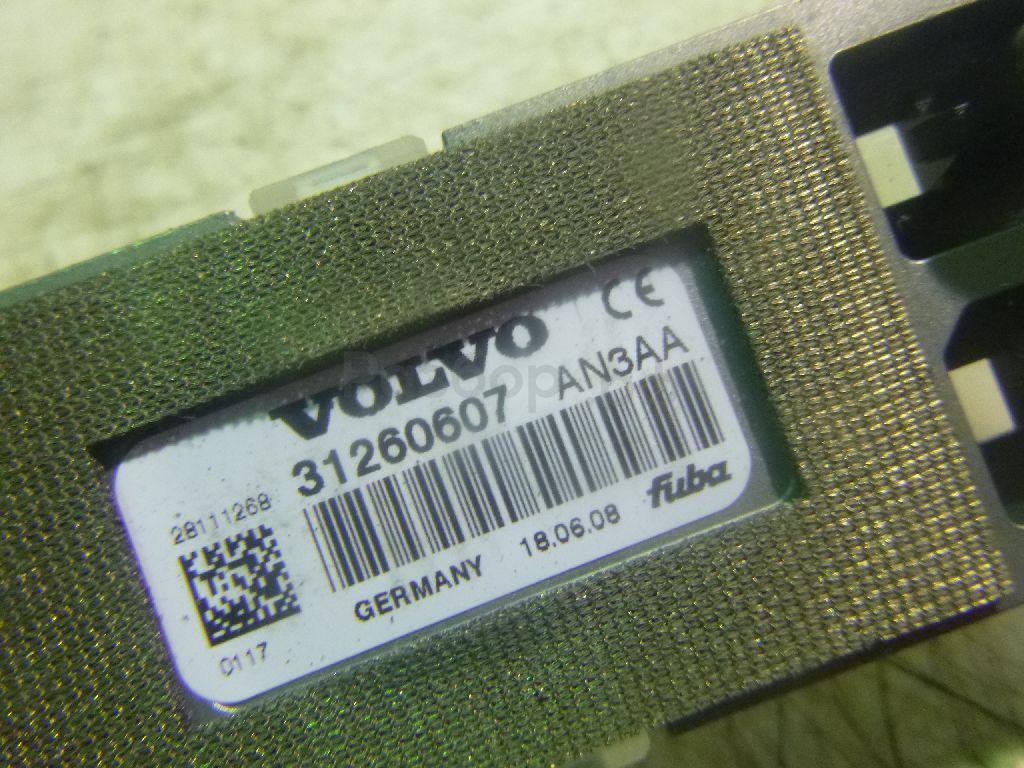 CE
VOLVO
31260607 AN3AA
28111268
GERMANY 18.06.08 fuba
0117